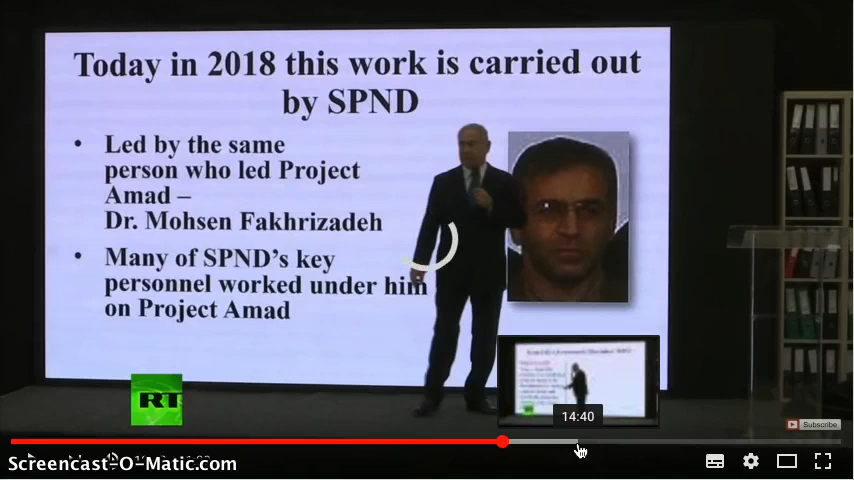 Today in 2018 this work is carried out
by SPND
• Led by the same
person who led Project
Amad –
Dr. Mohsen Fakhrizadeh
• Many of SPND's key
personnel worked under him
on Project Amad
RT
14:40
Subscribe
Screencast-O-Matic.com